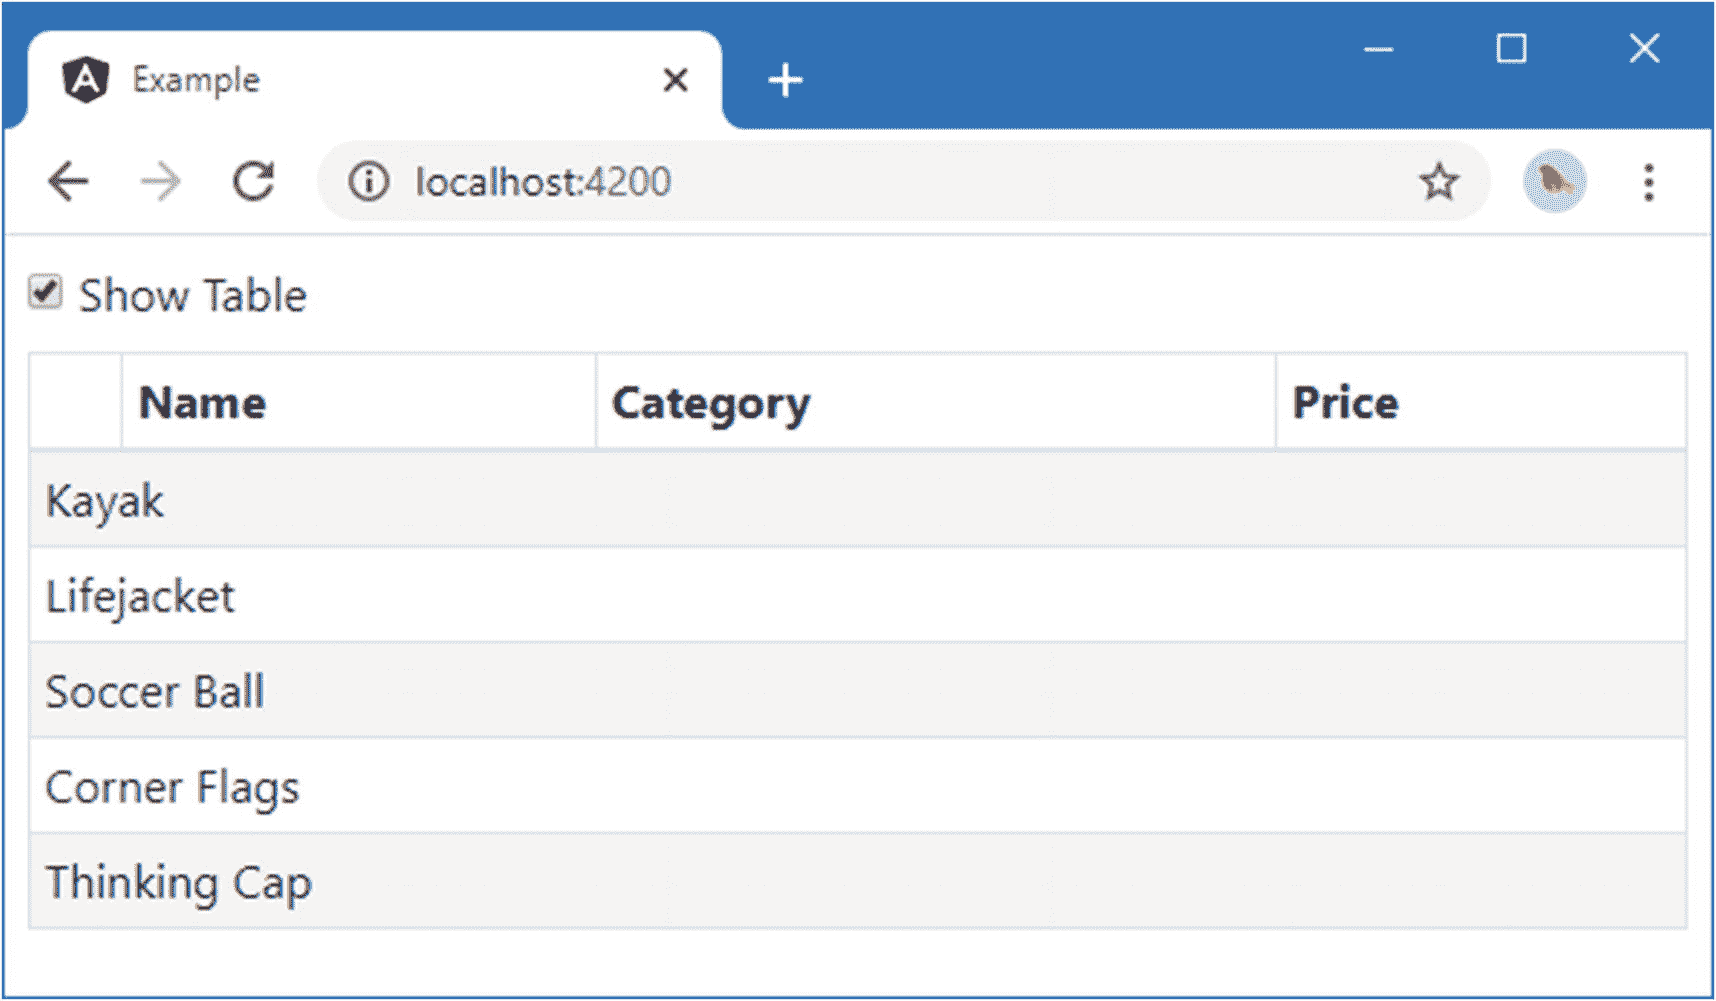 Example
localhost:4200
Show Table
Name Category Price
Kayak
Lifejacket
Soccer Ball
Corner Flags
Thinking Cap